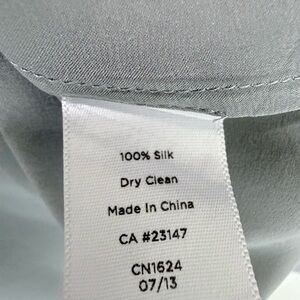 100% Silk
Dry Clean
Made In China
CA #23147
CN1624
07/13